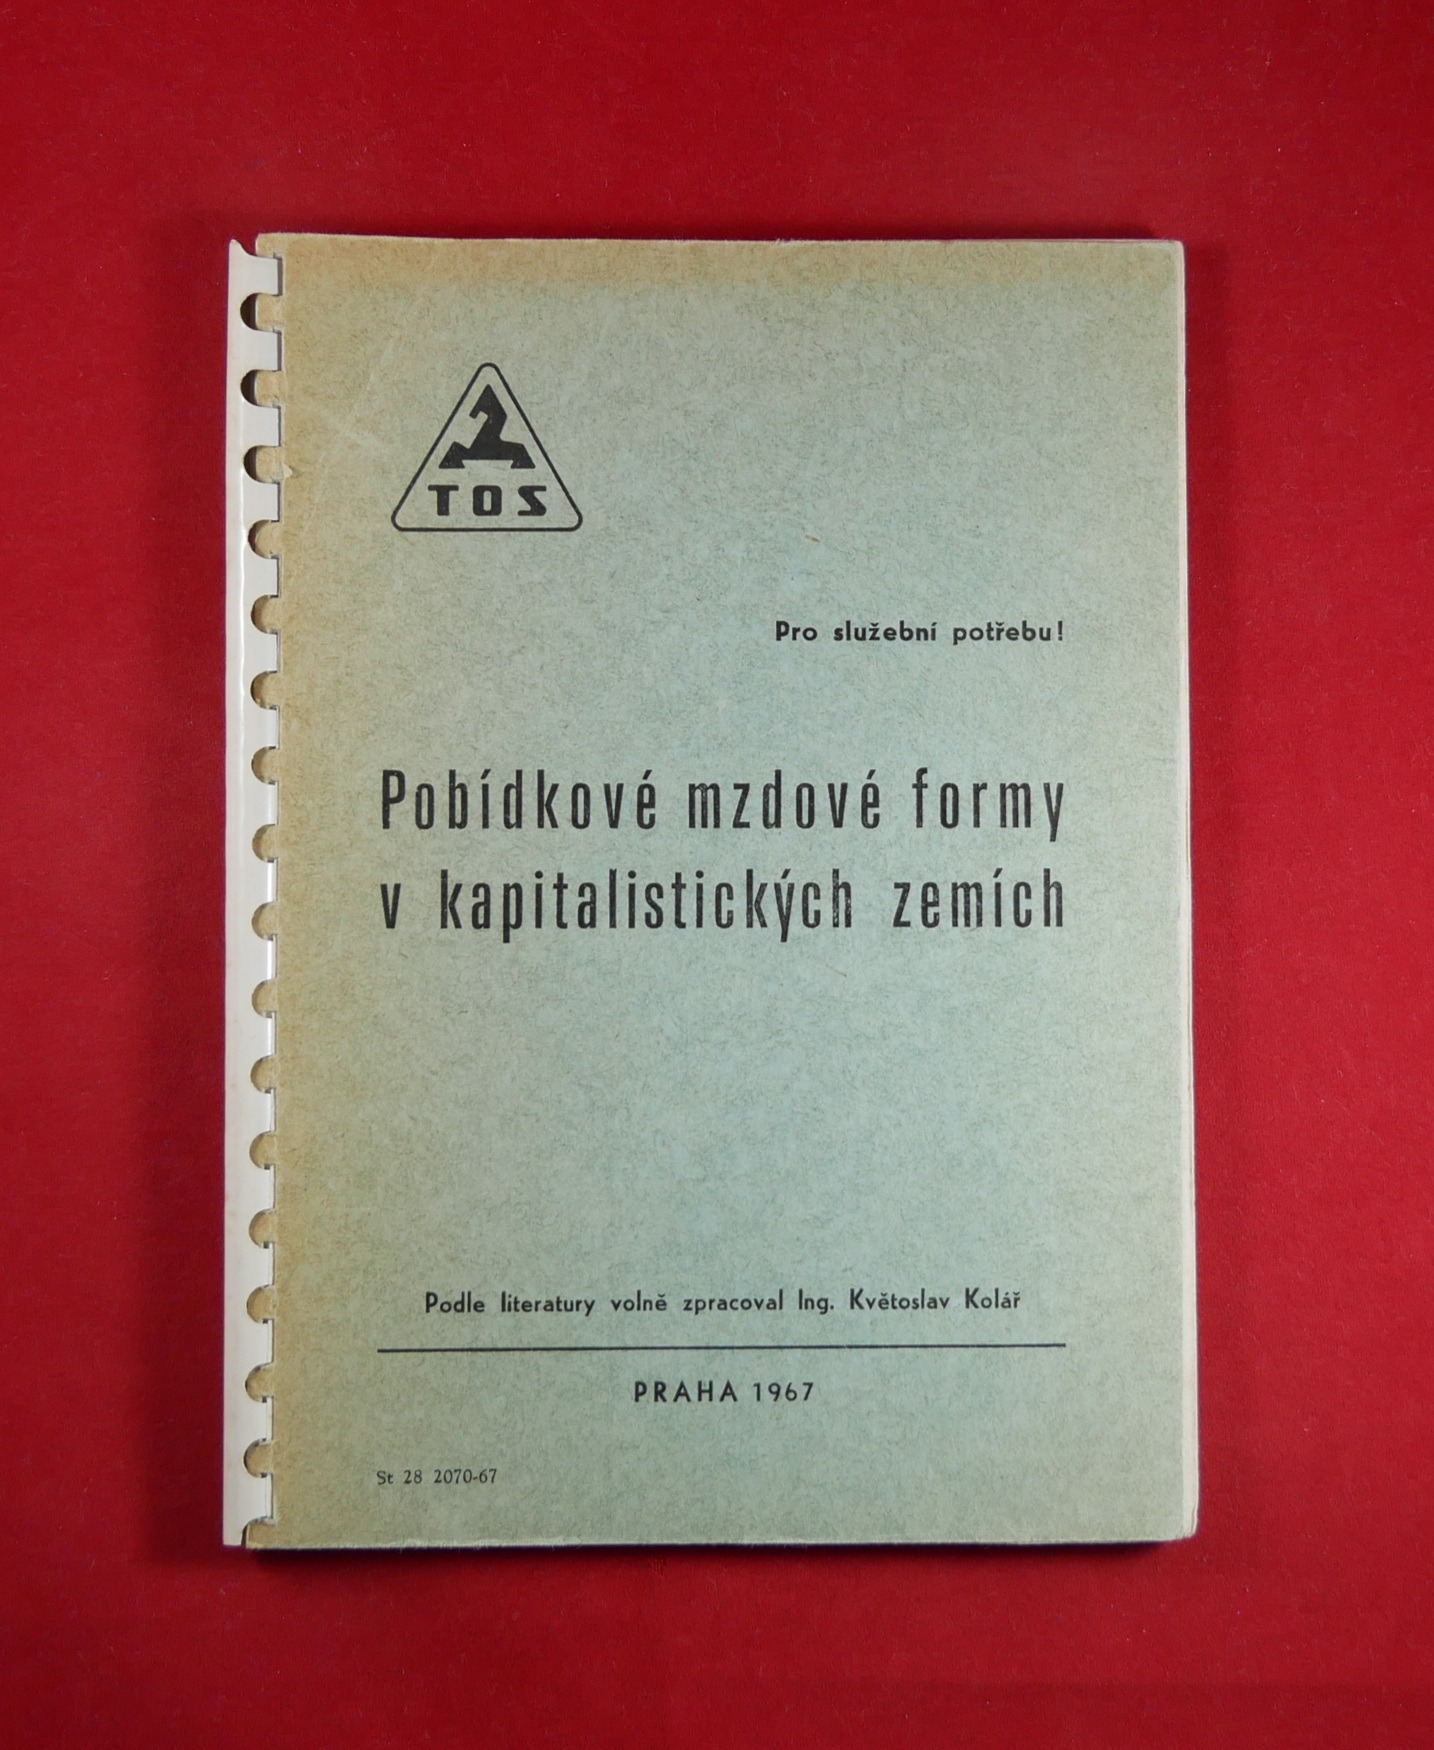 TOS
Pro služební potřebu!
Pobídkové mzdové formy
v kapitalistických zemích
Podle literatury volně zpracoval Ing. Květoslav Kolář
PRAHA 1967
St 28 2070-67